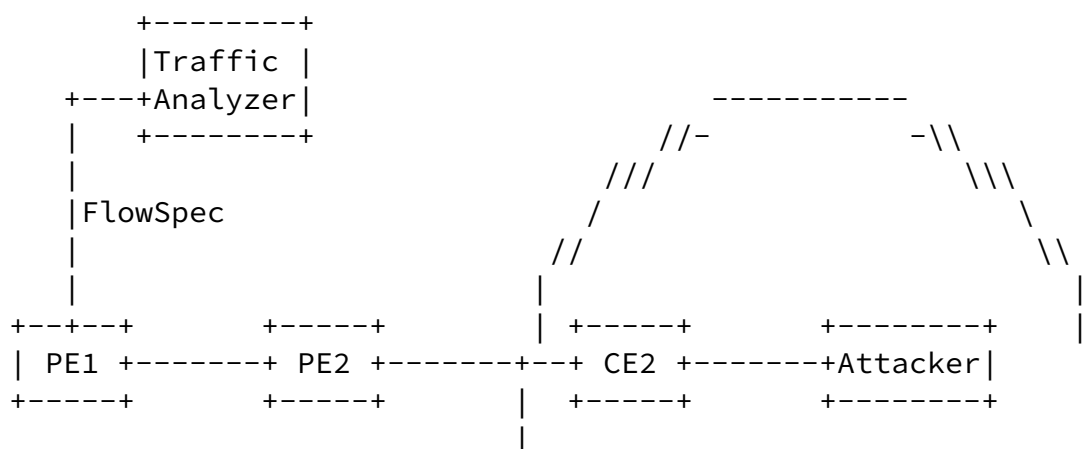 Traffic
Analyzer
FlowSpec
PE1 PE2 CE2 Attacker